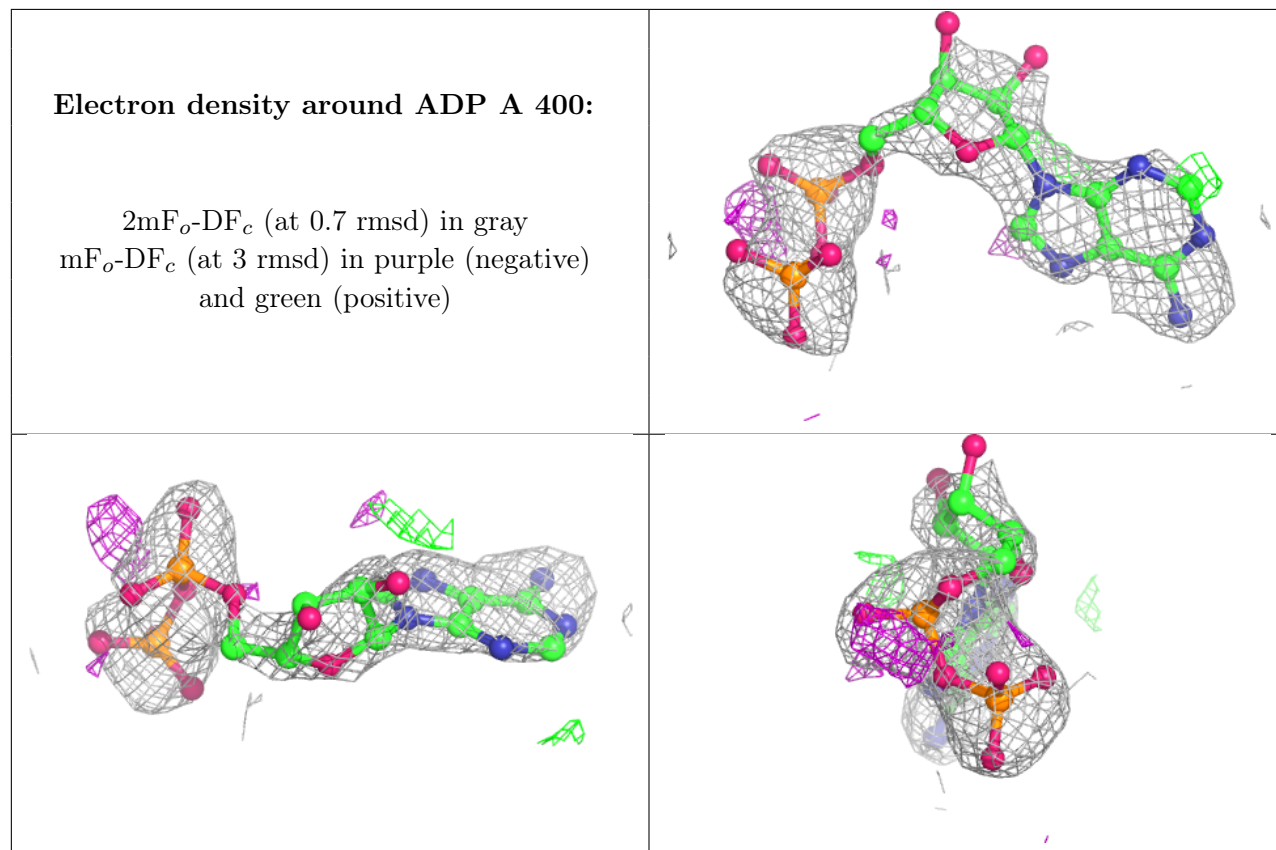 Electron density around ADP A 400:
2mFo-DFc (at 0.7 rmsd) in gray
mFo-DFc (at 3 rmsd) in purple (negative)
and green (positive)